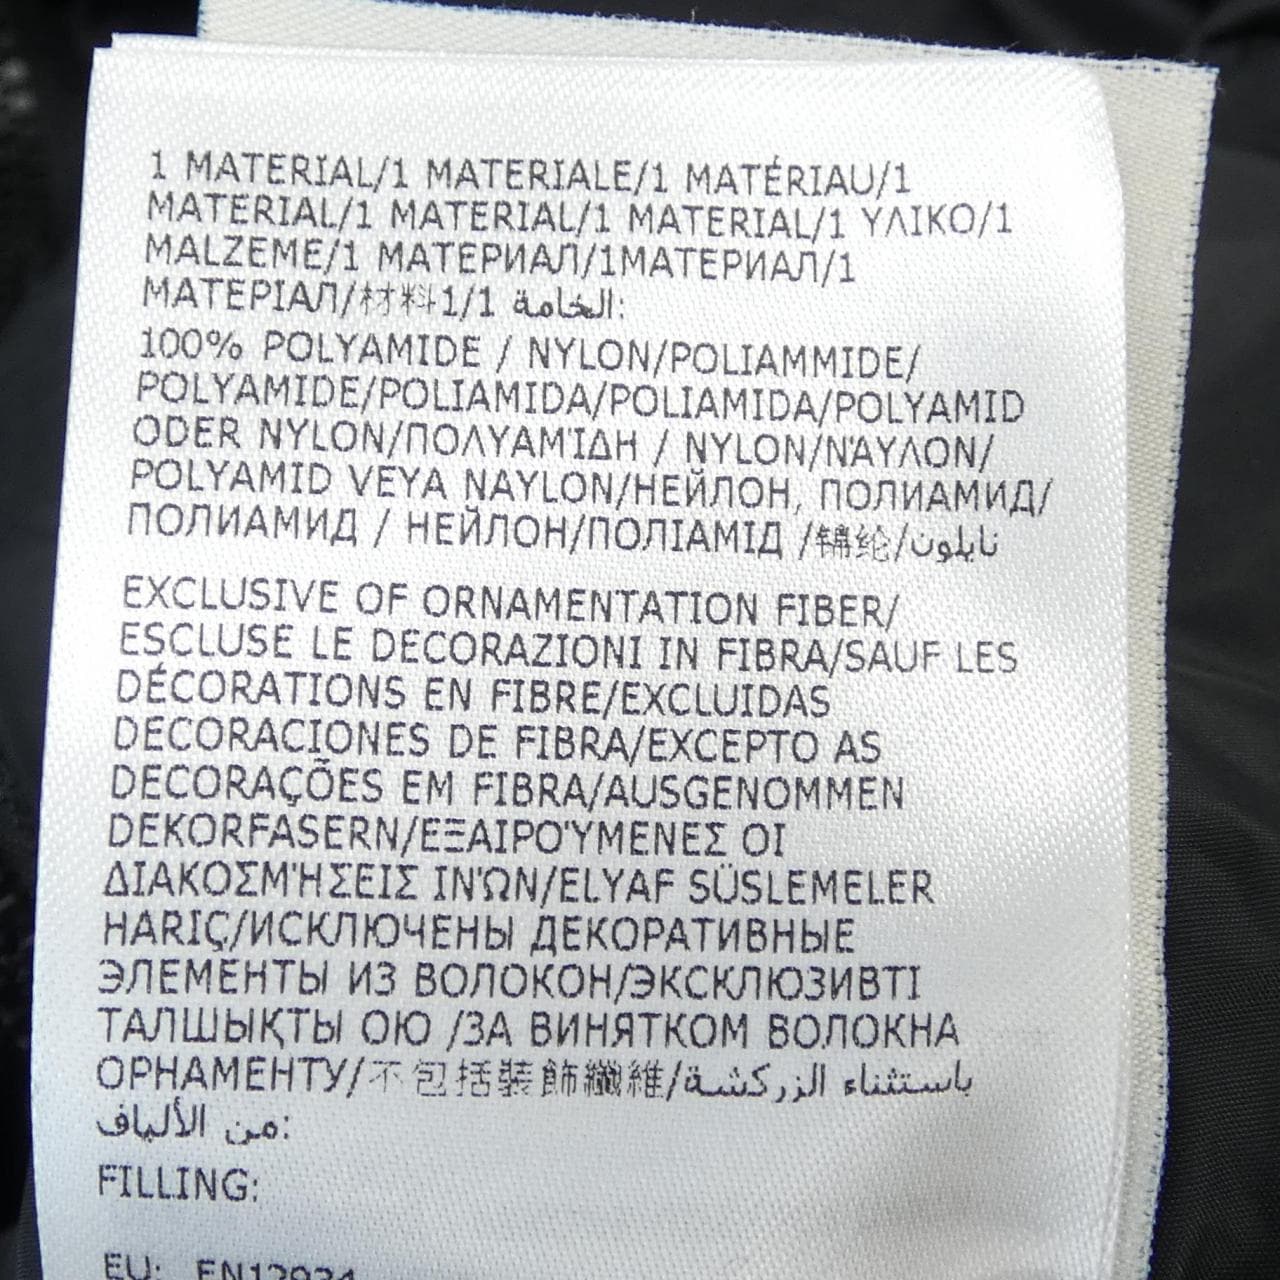 1 MATERIAL/1 MATERIALE/1 MATÉRIAU/1
MATERIAL/1 MATERIAL/1 MATERIAL/1 ΥΛΙΚΟ/1
MALZEME/1 МАТЕРИАЛ/1МАТЕРИАЛ/1
МАТЕРІАЛ/材料1/1 الخامة:
100% POLYAMIDE / NYLON/POLIAMMIDE/
POLYAMIDE/POLIAMIDA/POLIAMIDA/POLYAMID
ODER NYLON/ΠΟΛΥΑΜΊΔΗ / NYLON/ΝΆΥΛΟΝ/
POLYAMID VEYA NAYLON/НЕЙЛОН, ПОЛИАМИД/
ПОЛИАМИД / НЕЙЛОН/ПОЛІАМІД /錦纶/نايلون
EXCLUSIVE OF ORNAMENTATION FIBER/
ESCLUSE LE DECORAZIONI IN FIBRA/SAUF LES
DÉCORATIONS EN FIBRE/EXCLUIDAS
DECORACIONES DE FIBRA/EXCEPTO AS
DECORAÇÕES EM FIBRA/AUSGENOMMEN
DEKORFASERN/ΕΞΑΙΡΟΎΜΕΝΕΣ ΟΙ
ΔΙΑΚΟΣΜΉΣΕΙΣ ΙΝΏΝ/ELYAF SÜSLEMELER
HARIÇ/ИСКЛЮЧЕНЫ ДЕКОРАТИВНЫЕ
ЭЛЕМЕНТЫ ИЗ ВОЛОКОН/ЭКСКЛЮЗИВТІ
ТАЛШЫҚТЫ ОЮ /ЗА ВИНЯТКОМ ВОЛОКНА
ОРНАМЕНТУ/不包括裝飾纖維/باستثناء الزركشة
من الألياف:
FILLING:
EU: EN12934